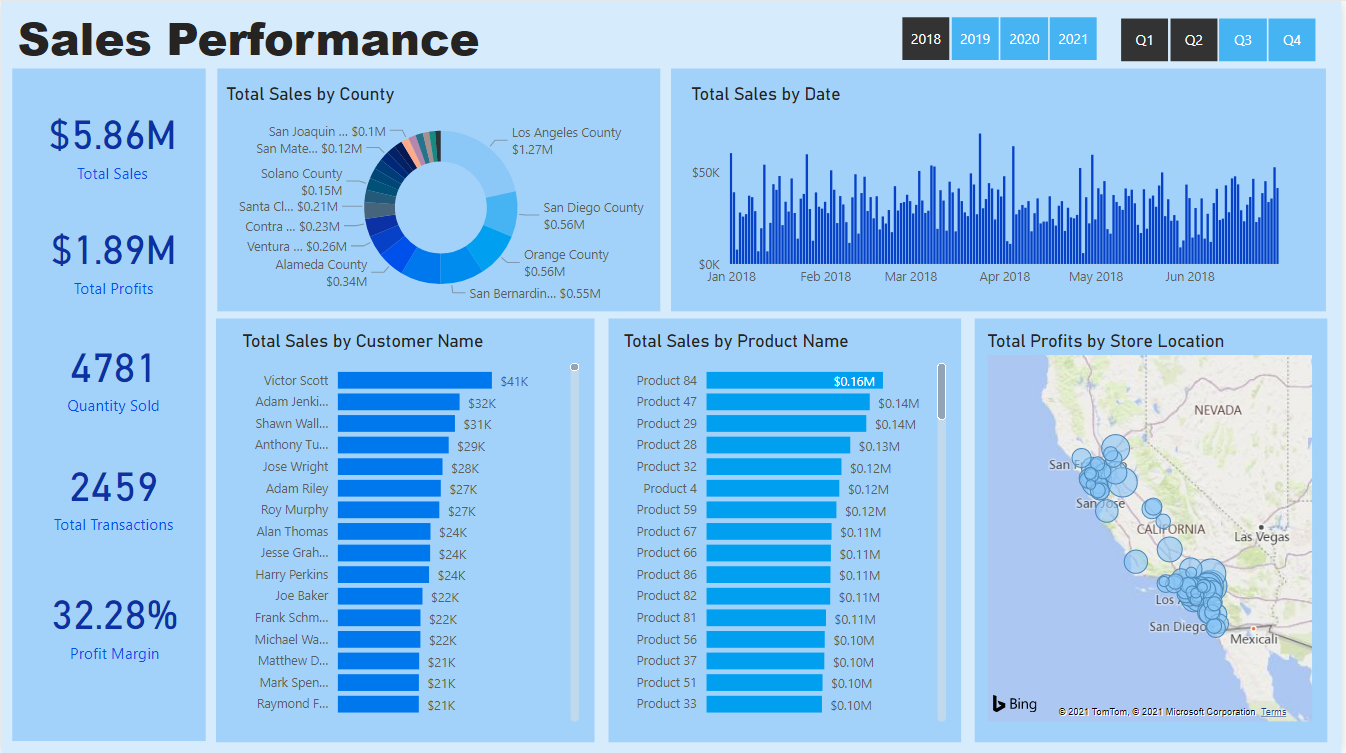 Sales Performance
2018 2019 2020 2021 Q1 Q2 Q3 Q4
$5.86M
Total Sales
$1.89M
Total Profits
4781
Quantity Sold
2459
Total Transactions
32.28%
Profit Margin
Total Sales by County
San Joaquin ... $0.1M
San Mate... $0.12M
Solano County
$0.15M
Santa Cl... $0.21M
Contra ... $0.23M
Ventura ... $0.26M
Alameda County
$0.34M
Los Angeles County
$1.27M
San Diego County
$0.56M
Orange County
$0.56M
San Bernardin... $0.55M
Total Sales by Date
$50K
$0K
Jan 2018 Feb 2018 Mar 2018 Apr 2018 May 2018 Jun 2018
Total Sales by Customer Name
Victor Scott $41K
Adam Jenki... $32K
Shawn Wall... $31K
Anthony Tu... $29K
Jose Wright $28K
Adam Riley $27K
Roy Murphy $27K
Alan Thomas $24K
Jesse Grah... $24K
Harry Perkins $24K
Joe Baker $22K
Frank Schm... $22K
Michael Wa... $22K
Matthew D... $21K
Mark Spen... $21K
Raymond F... $21K
Total Sales by Product Name
Product 84 $0.16M
Product 47 $0.14M
Product 29 $0.14M
Product 28 $0.13M
Product 32 $0.12M
Product 4 $0.12M
Product 59 $0.12M
Product 67 $0.11M
Product 66 $0.11M
Product 86 $0.11M
Product 82 $0.11M
Product 81 $0.11M
Product 56 $0.10M
Product 37 $0.10M
Product 51 $0.10M
Product 33 $0.10M
Total Profits by Store Location
NEVADA
San
San Jose
CALIFORNIA
Las Vegas
Los
San Diego
Mexicali
Bing
© 2021 TomTom, © 2021 Microsoft Corporation Terms